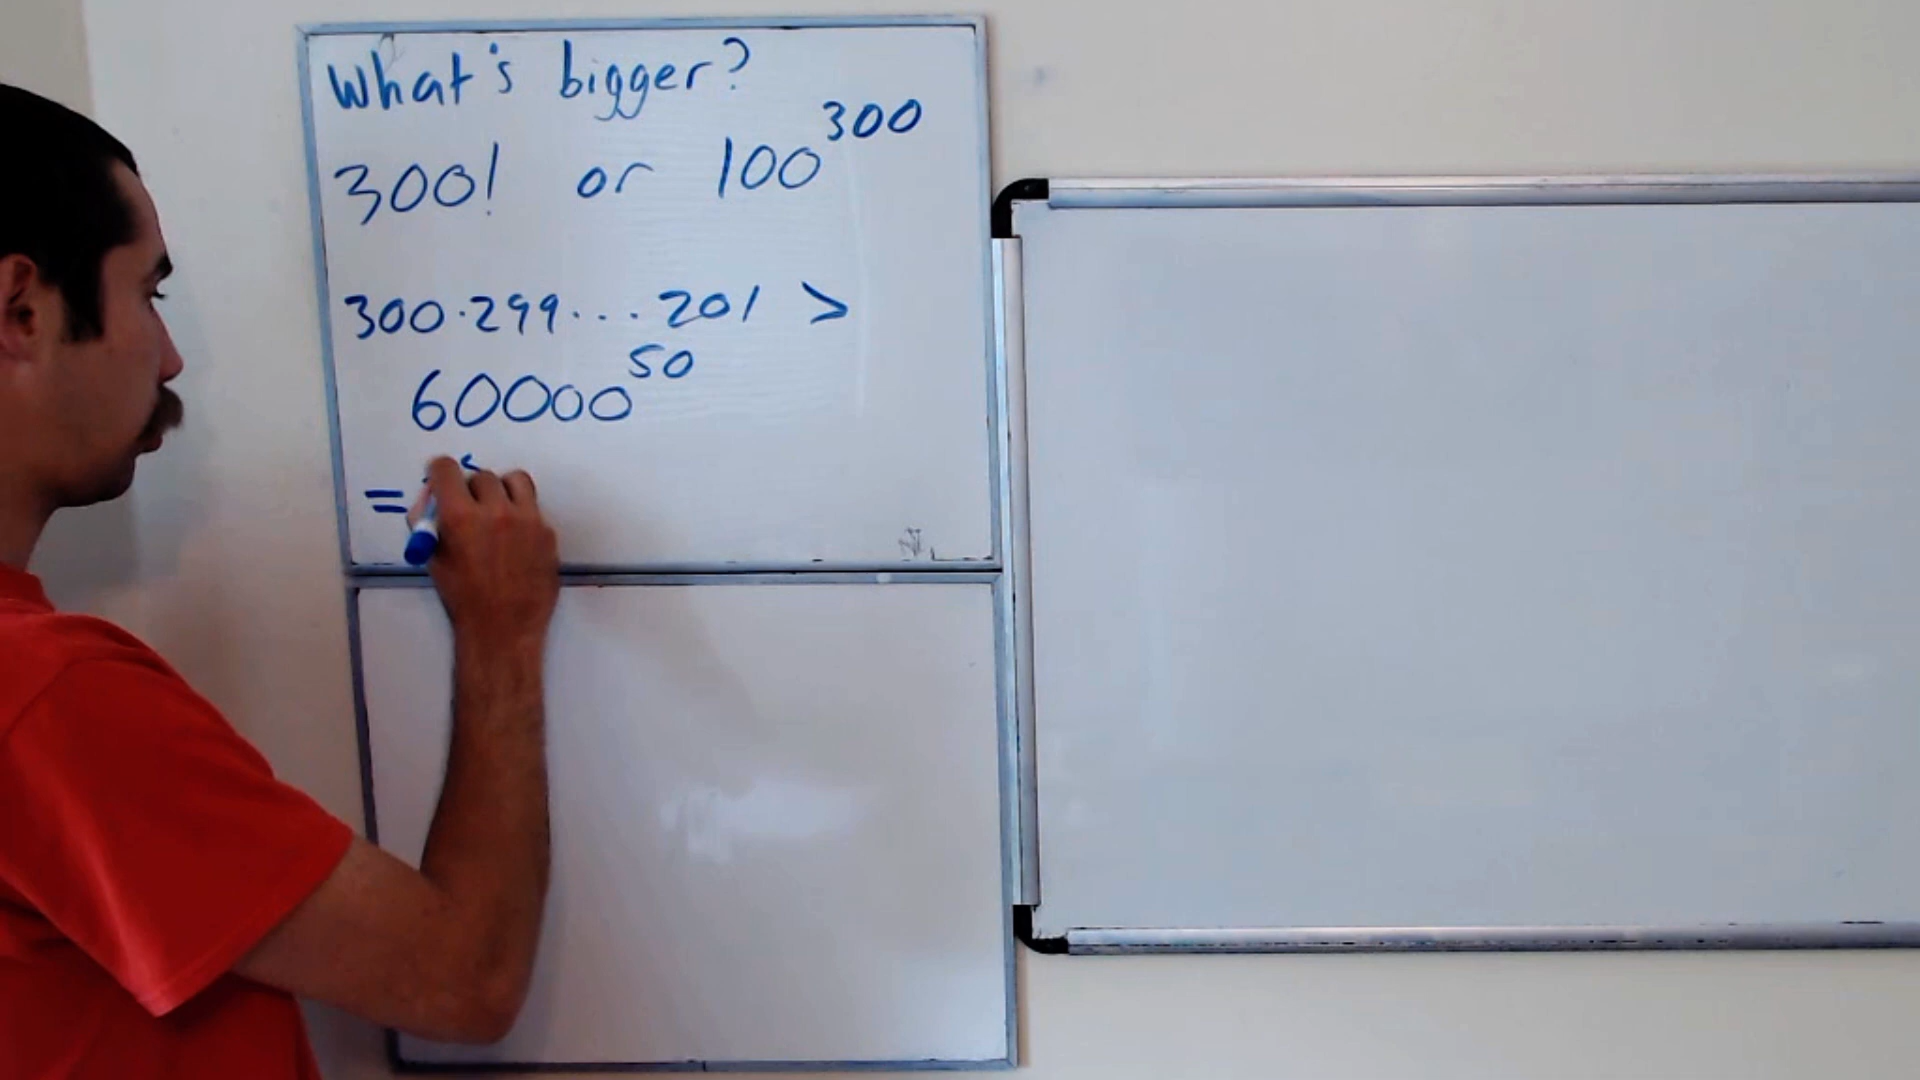 What's bigger?
300! or 100^300
300·299... 201 >
60000^50
=